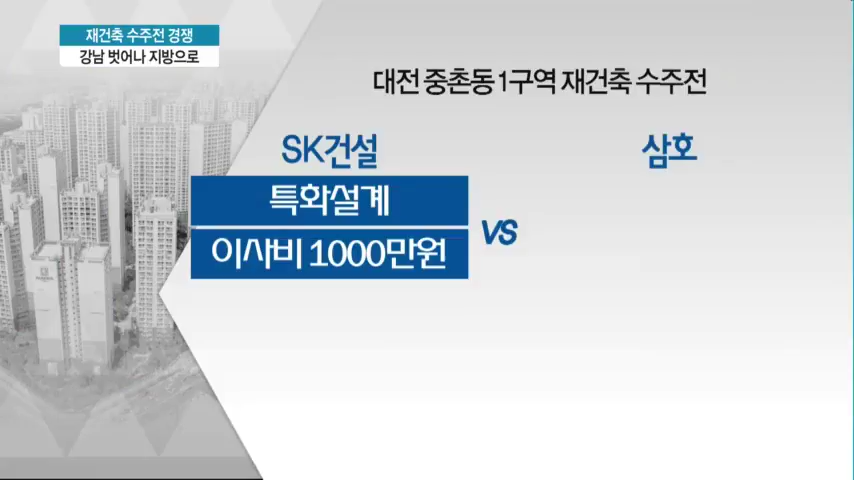 재건축 수주전 경쟁
강남 벗어나 지방으로
대전 중촌동 1구역 재건축 수주전
SK건설
삼호
특화설계
VS
이사비 1000만원